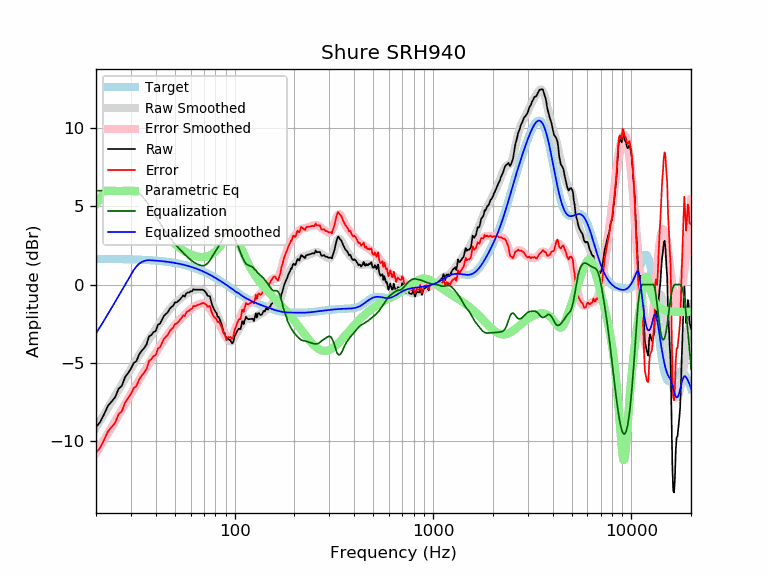 Shure SRH940
Target
Raw Smoothed
Error Smoothed
Raw
Error
Parametric Eq
Equalization
Equalized smoothed
Amplitude (dBr)
10
5
0
−5
−10
100
1000
10000
Frequency (Hz)